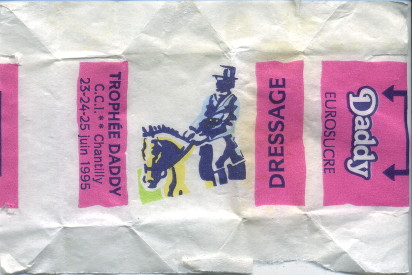 TROPHÉE DADDY
C.C.I.** Chantilly
23-24-25 juin 1995
DRESSAGE
EUROSUCRE
Daddy